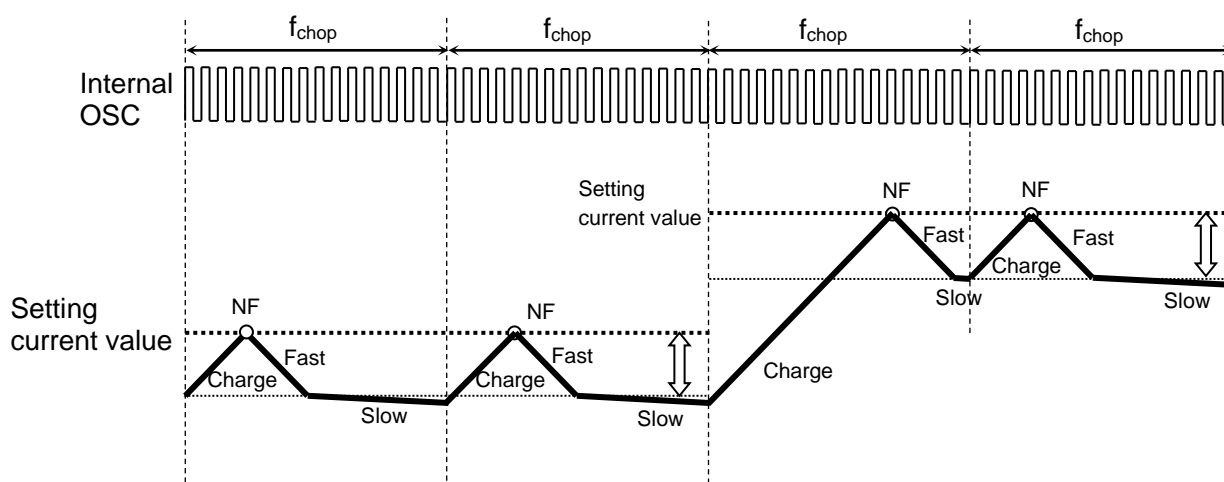 fchop fchop fchop fchop
Internal
OSC
Setting
current value
NF NF
Fast Fast
Charge
Slow Slow
Charge
Setting
current value
NF NF
Fast Fast
Charge Charge
Slow Slow